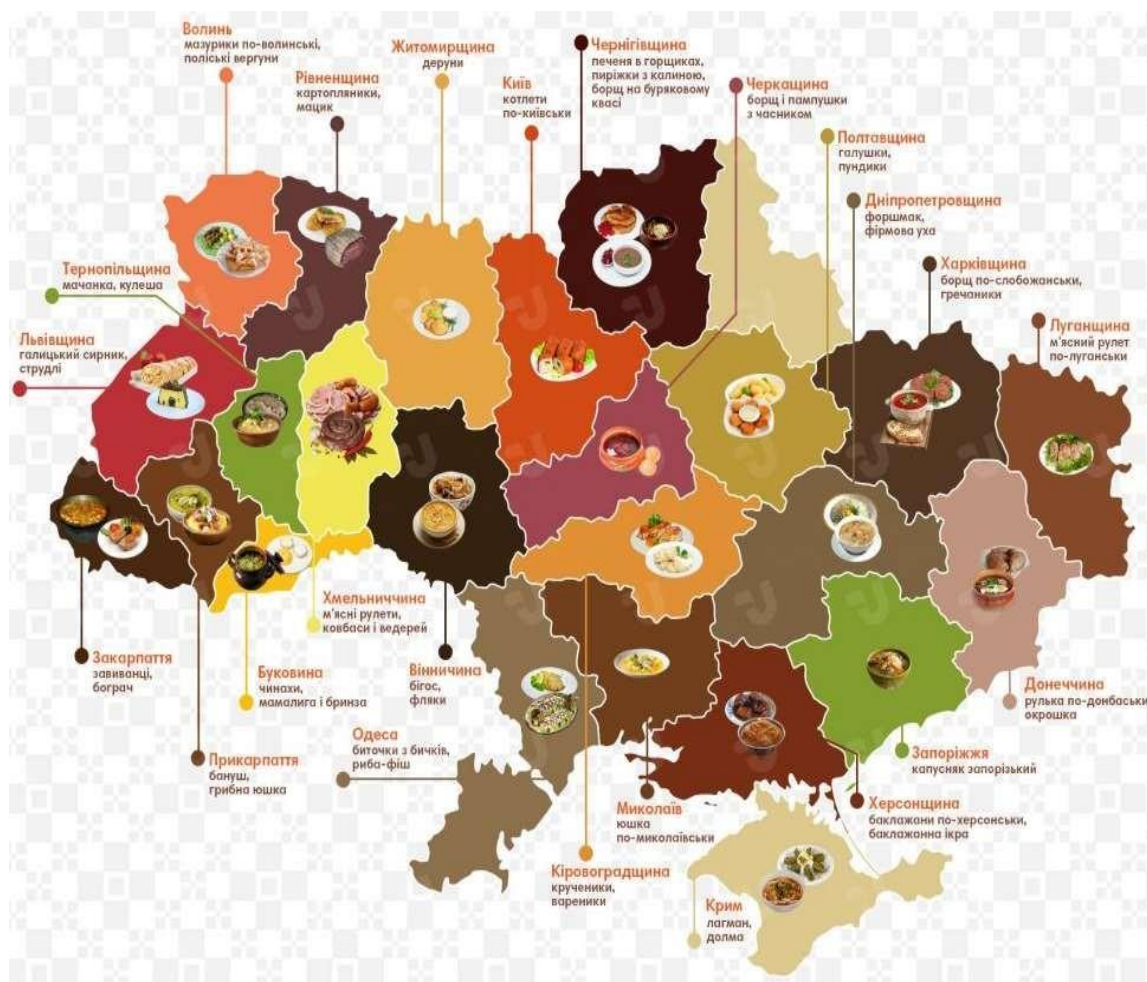 Волинь
мазурики по-волинські,
поліські вергуни
Рівненщина
картопляники,
мацик
Житомирщина
деруни
Київ
котлети
по-київськи
Чернігівщина
печеня в горщиках,
пиріжки з калиною,
борщ на буряковому
квасі
Черкащина
борщ і пампушки
з часником
Полтавщина
галушки,
пундики
Дніпропетровщина
форшмак,
фірмова уха
Харківщина
борщ по-слобожанськи,
гречаники
Луганщина
м'ясний рулет
по-луганськи
Тернопільщина
мачанка, кулеша
Львівщина
галицький сирник,
струдлі
Закарпаття
завиванці,
бограч
Прикарпаття
бануш,
грибна юшка
Буковина
чинахи,
мамалига і бринза
Хмельниччина
м'ясні рулети,
ковбаси і ведерей
Вінниччина
бігос,
фляки
Одеса
биточки з бичків,
риба-фіш
Миколаїв
юшка
по-миколаївськи
Кіровоградщина
крученики,
вареники
Крим
лагман,
долма
Херсонщина
баклажани по-херсонськи,
баклажанна ікра
Запоріжжя
капусняк запорізький
Донеччина
рулька по-донбаськи
окрошка